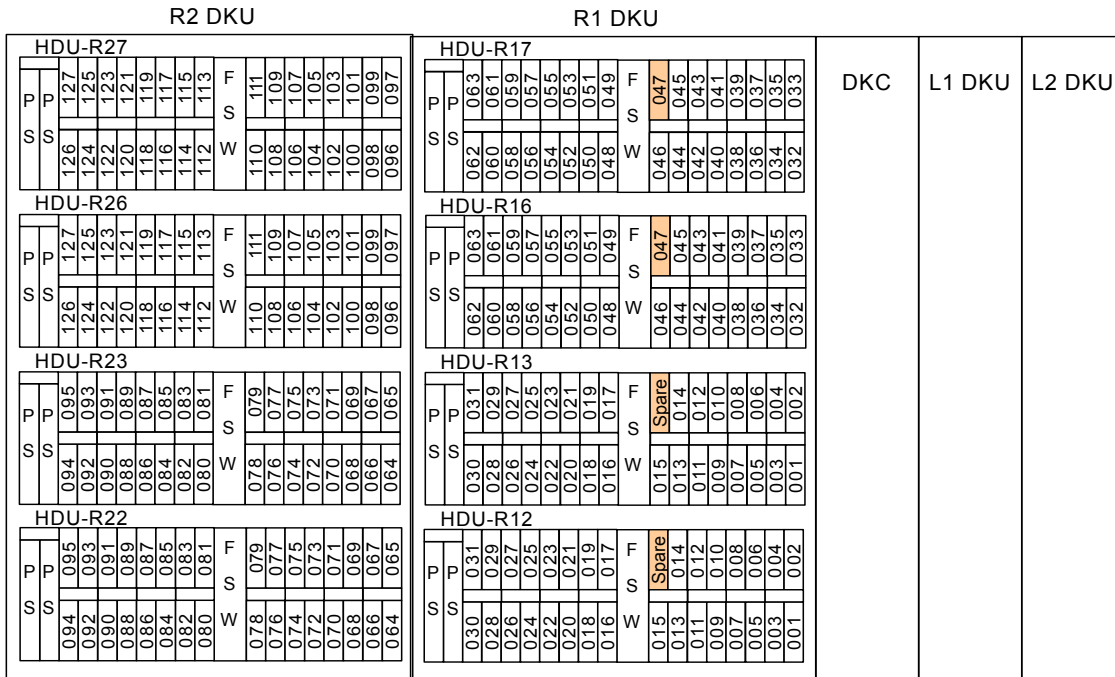 R2 DKU
R1 DKU
HDU-R27
P P 127 125 123 121 119 117 115 113 F 111 109 107 105 103 101 099 097
S
S S 126 124 122 120 118 116 114 112 W 110 108 106 104 102 100 098 096
HDU-R26
P P 127 125 123 121 119 117 115 113 F 111 109 107 105 103 101 099 097
S
S S 126 124 122 120 118 116 114 112 W 110 108 106 104 102 100 098 096
HDU-R23
P P 095 093 091 089 087 085 083 081 F 079 077 075 073 071 069 067 065
S
S S 094 092 090 088 086 084 082 080 W 078 076 074 072 070 068 066 064
HDU-R22
P P 095 093 091 089 087 085 083 081 F 079 077 075 073 071 069 067 065
S
S S 094 092 090 088 086 084 082 080 W 078 076 074 072 070 068 066 064
HDU-R17
P P 063 061 059 057 055 053 051 049 F 047 045 043 041 039 037 035 033
S
S S 062 060 058 056 054 052 050 048 W 046 044 042 040 038 036 034 032
HDU-R16
P P 063 061 059 057 055 053 051 049 F 047 045 043 041 039 037 035 033
S
S S 062 060 058 056 054 052 050 048 W 046 044 042 040 038 036 034 032
HDU-R13
P P 031 029 027 025 023 021 019 017 F Spare 014 012 010 008 006 004 002
S
S S 030 028 026 024 022 020 018 016 W 015 013 011 009 007 005 003 001
HDU-R12
P P 031 029 027 025 023 021 019 017 F Spare 014 012 010 008 006 004 002
S
S S 030 028 026 024 022 020 018 016 W 015 013 011 009 007 005 003 001
DKC
L1 DKU
L2 DKU